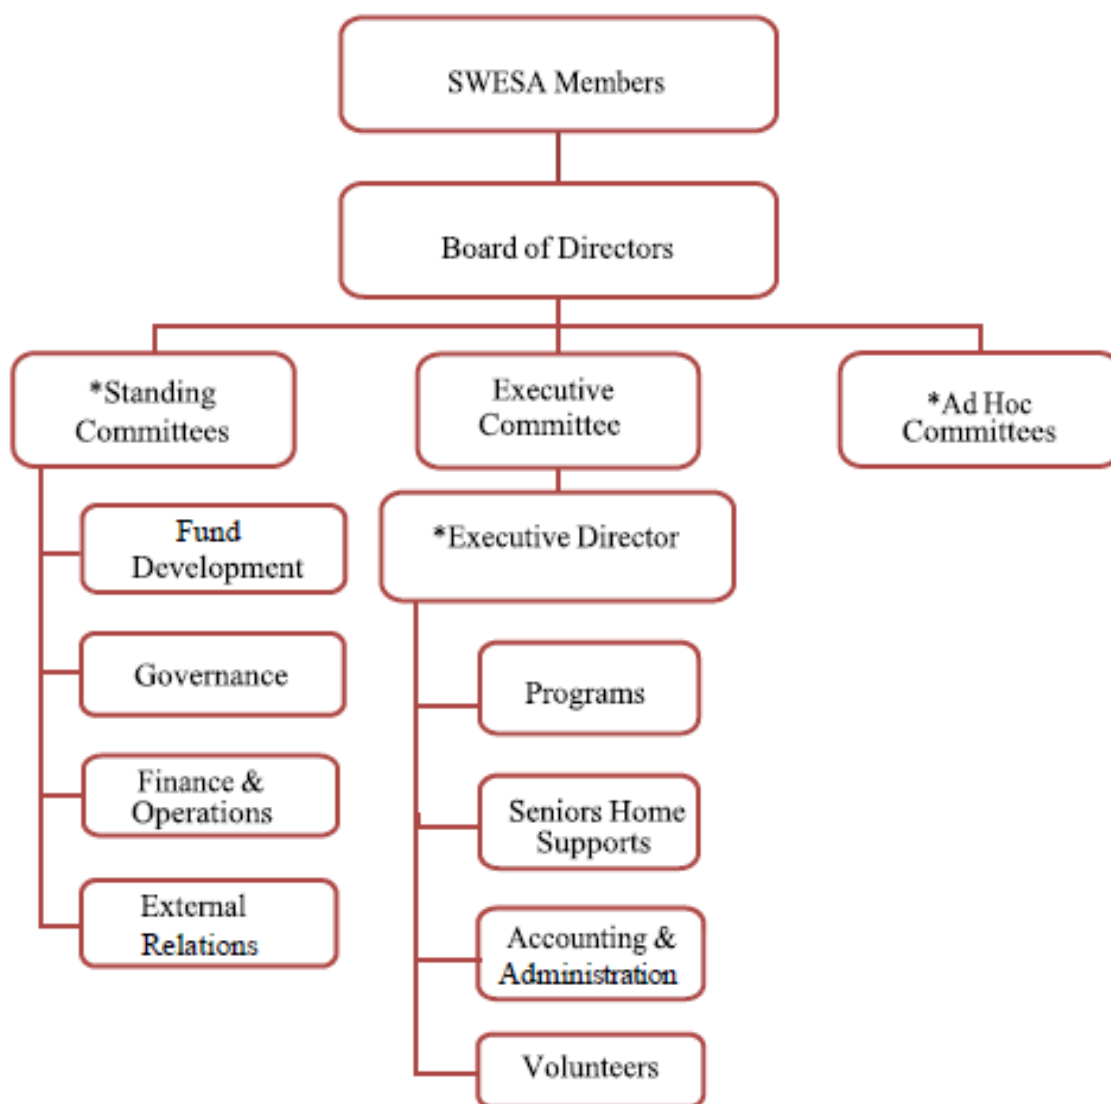 SWESA Members
Board of Directors
*Standing
Committees
Executive
Committee
*Ad Hoc
Committees
Fund
Development
Governance
Finance &
Operations
External
Relations
*Executive Director
Programs
Seniors Home
Supports
Accounting &
Administration
Volunteers